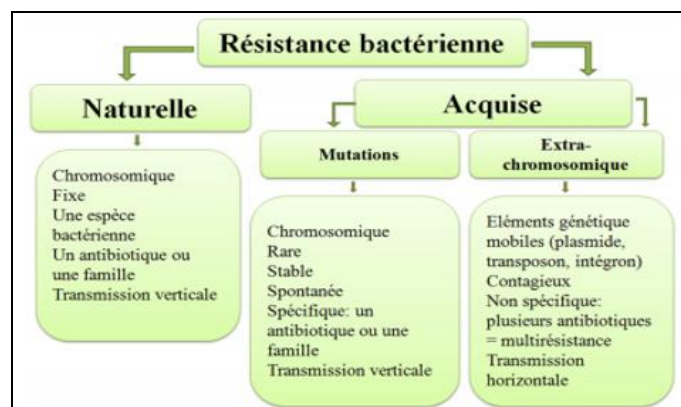 Résistance bactérienne
Naturelle
Chromosomique
Fixe
Une espèce
bactérienne
Un antibiotique ou
une famille
Transmission verticale
Acquise
Mutations
Chromosomique
Rare
Stable
Spontanée
Spécifique: un
antibiotique ou une
famille
Transmission verticale
Extra-
chromosomique
Eléments génétique
mobiles (plasmide,
transposon, intégron)
Contagieux
Non spécifique:
plusieurs antibiotiques
= multirésistance
Transmission
horizontale